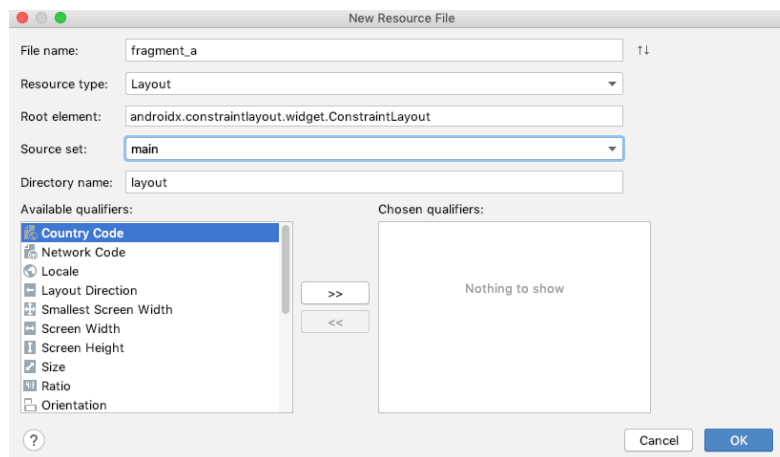 New Resource File
File name: fragment_a
Resource type: Layout
Root element: androidx.constraintlayout.widget.ConstraintLayout
Source set: main
Directory name: layout
Available qualifiers: Chosen qualifiers:
Country Code
Network Code
Locale
Layout Direction
Smallest Screen Width
Screen Width
Screen Height
Size
Ratio
Orientation
>>
<<
Nothing to show
?
Cancel OK